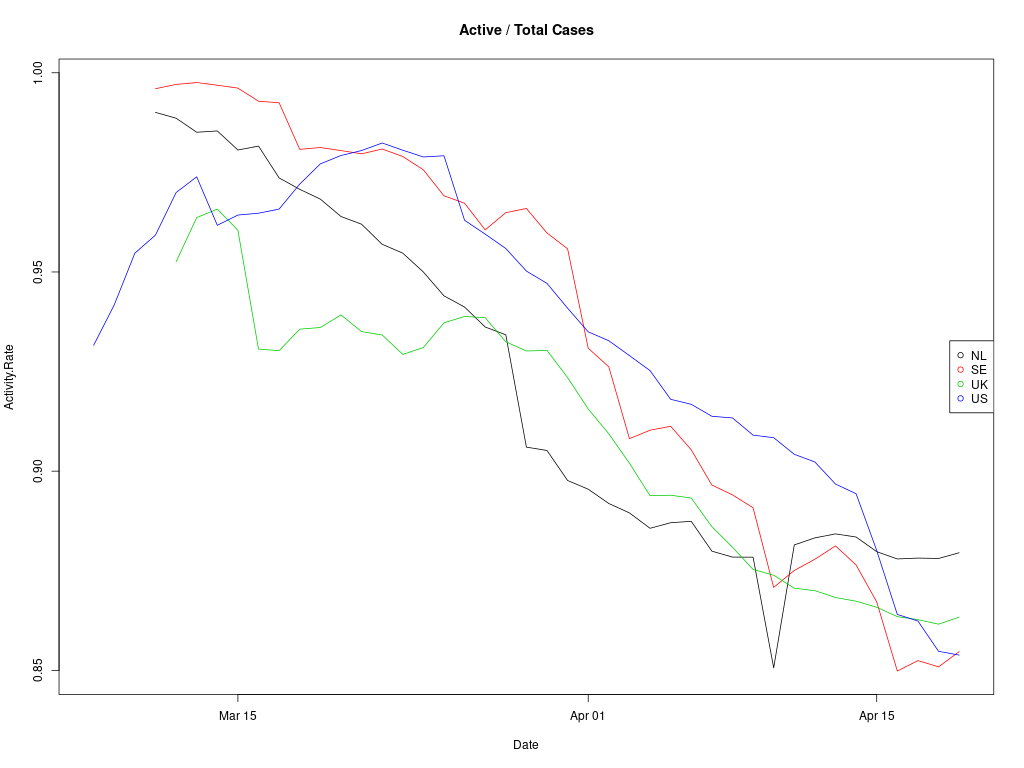 Active / Total Cases
Activity.Rate
1.00
0.95
0.90
0.85
NL
SE
UK
US
Mar 15
Apr 01
Apr 15
Date